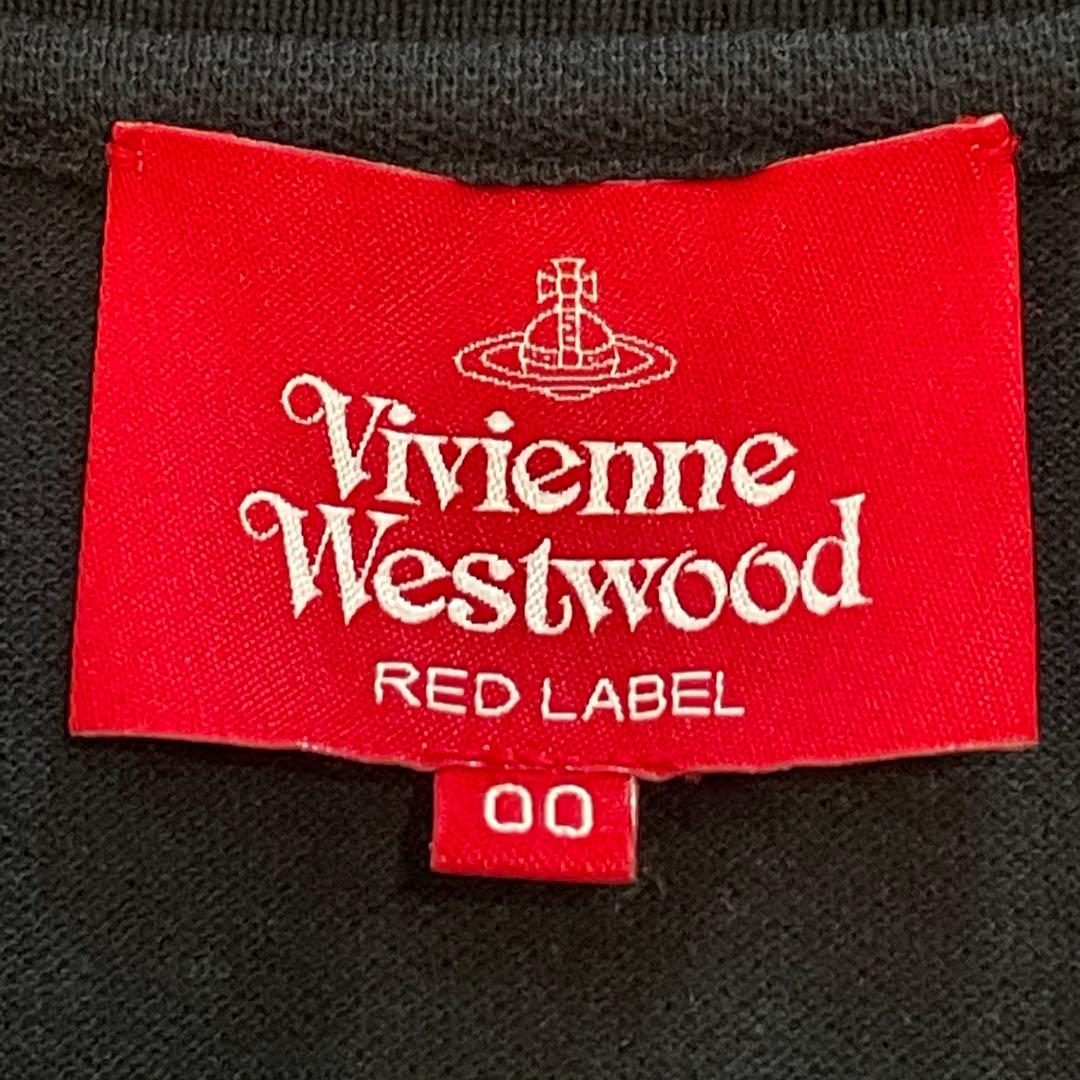 Vivienne
Westwood
RED LABEL
00